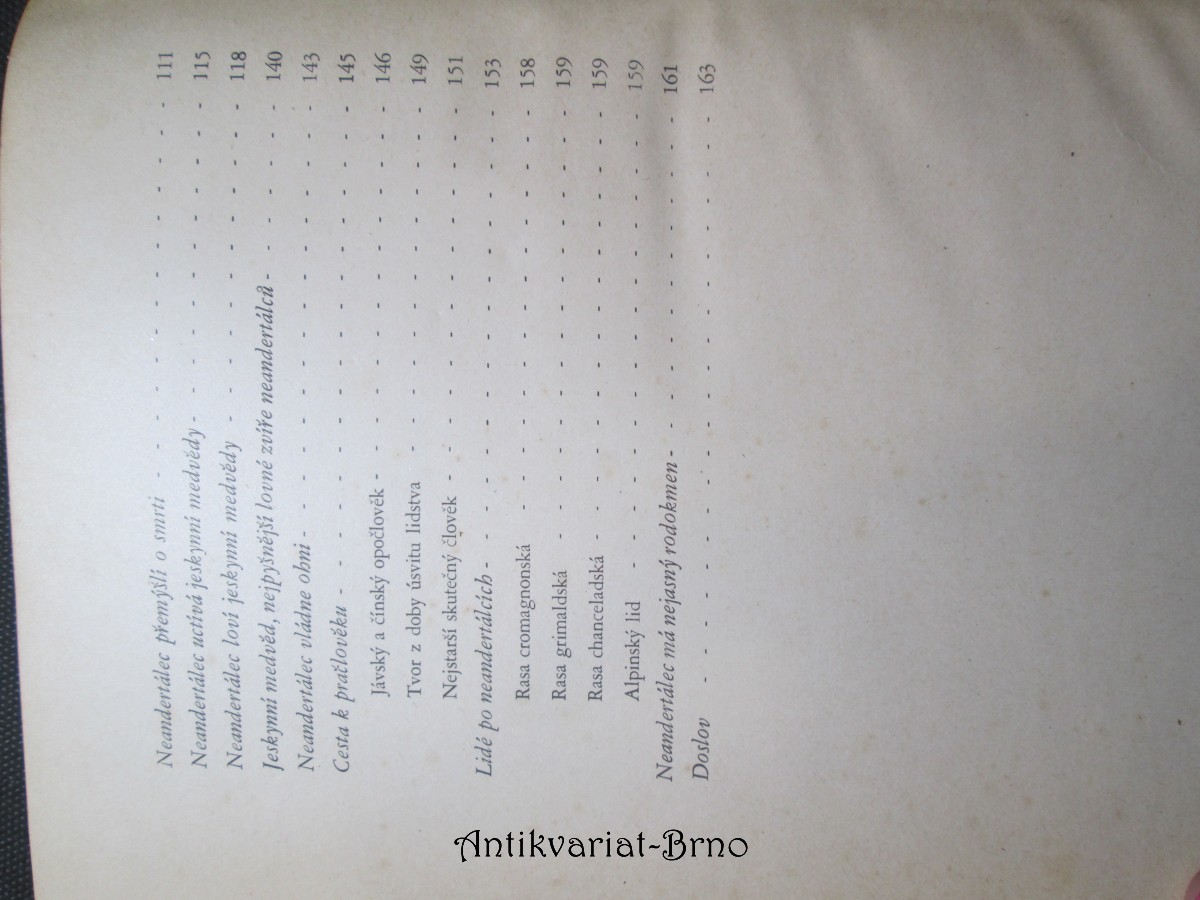 Neandertálec přemýšlí o smrti - - - - - - - - - - - - - - 111
Neandertálec uctívá jeskynní medvědy - - - - - - - - - - - - 115
Neandertálec loví jeskynní medvědy - - - - - - - - - - - - 118
Jeskynní medvěd, nejpyšnější lovné zvíře neandertálců - - - - - - - 140
Neandertálec vládne ohni - - - - - - - - - - - - - - - - 143
Cesta k pračlověku - - - - - - - - - - - - - - - - - - 145
Jávský a čínský opočlověk - - - - - - - - - - - - - - 146
Tvor z doby úsvitu lidstva - - - - - - - - - - - - - 149
Nejstarší skutečný člověk - - - - - - - - - - - - - - 151
Lidé po neandertálcích - - - - - - - - - - - - - - - - - 153
Rasa cromagnonská - - - - - - - - - - - - - - - 158
Rasa grimaldská - - - - - - - - - - - - - - - - 159
Rasa chanceladská - - - - - - - - - - - - - - - - 159
Alpinský lid - - - - - - - - - - - - - - - - - 159
Neandertálec má nejasný rodokmen - - - - - - - - - - - - - 161
Doslov - - - - - - - - - - - - - - - - - - - - - 163
Antikvariat-Brno